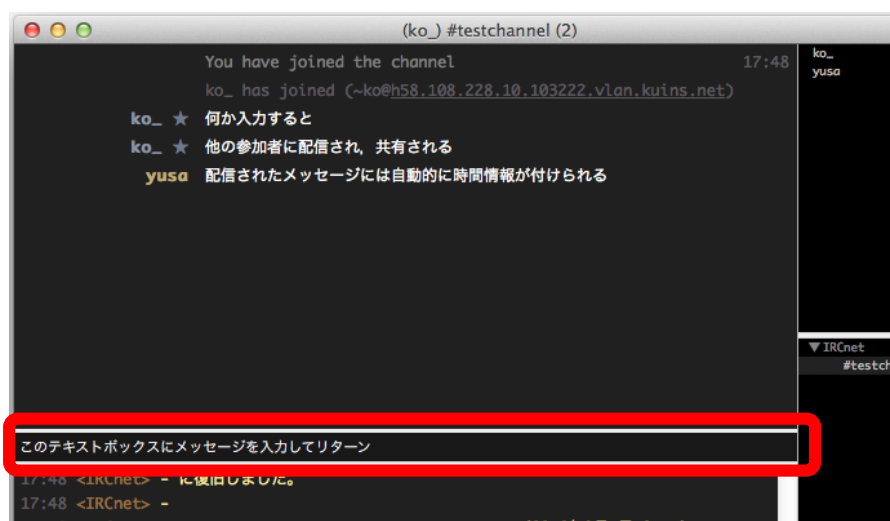 (ko_) #testchannel (2)
You have joined the channel 17:48
ko_ has joined (~ko@h58.108.228.10.103222.vlan.kuins.net)
ko_ ★ 何か入力すると
ko_ ★ 他の参加者に配信され，共有される
yusa 配信されたメッセージには自動的に時間情報が付けられる
ko_
yusa
▼IRCnet
#testch
このテキストボックスにメッセージを入力してリターン
17:48 <IRCnet> - に復旧しました。
17:48 <IRCnet> -